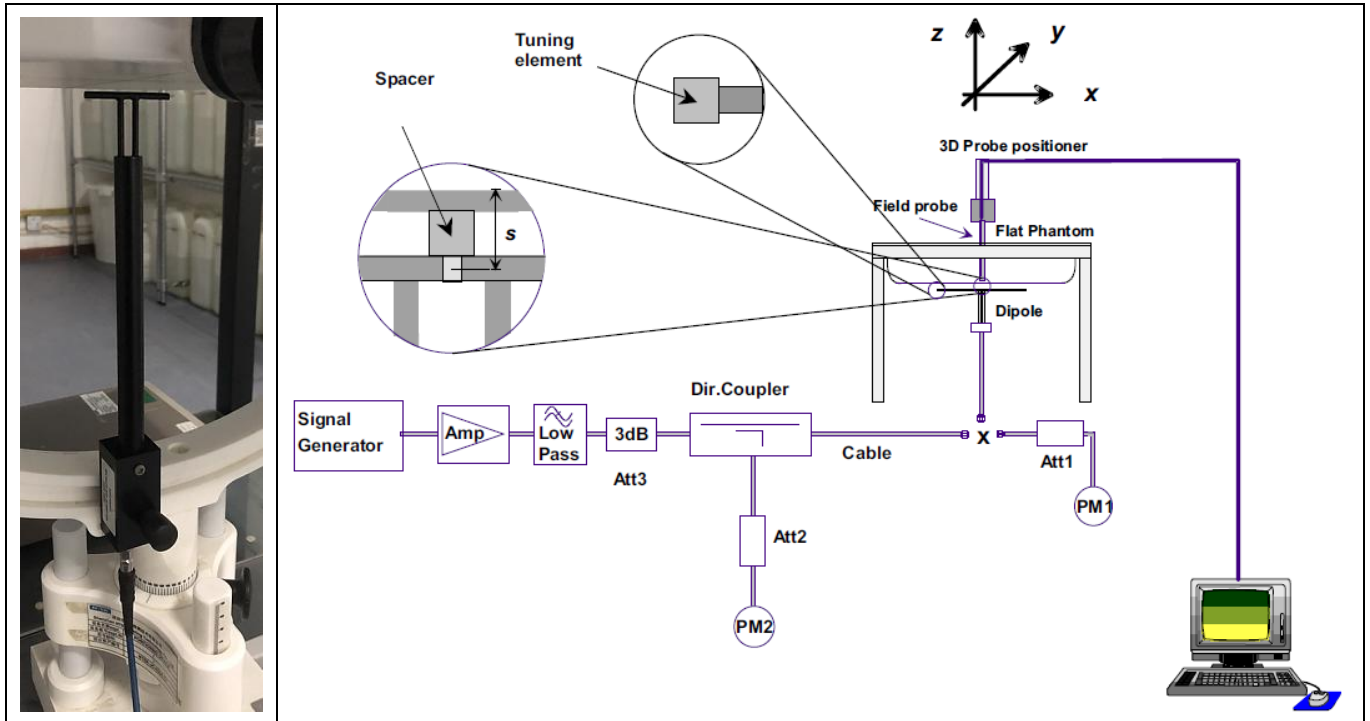 Tuning
element
Spacer
z
y
x
3D Probe positioner
Field probe
Flat Phantom
s
Dipole
Dir.Coupler
Signal
Generator
Amp
Low
Pass
3dB
Cable
x
Att3
Att1
PM1
Att2
PM2